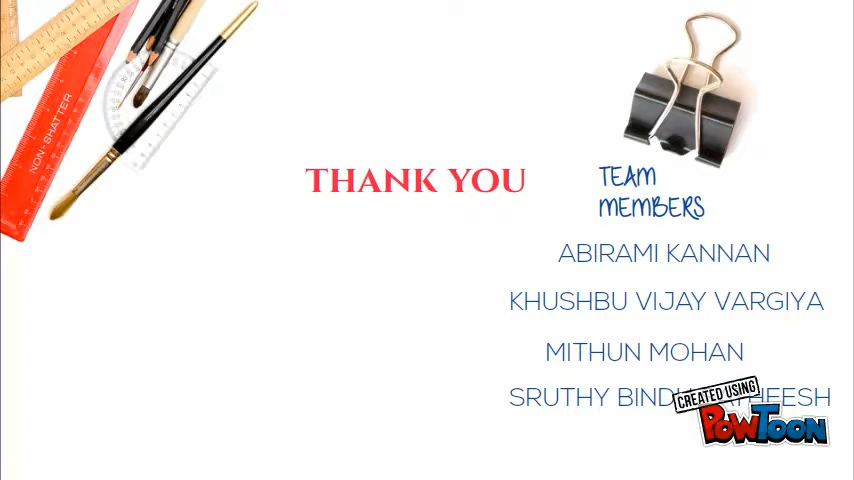 NON-SHATTER
THANK YOU
TEAM
MEMBERS
ABIRAMI KANNAN
KHUSHBU VIJAY VARGIYA
MITHUN MOHAN
SRUTHY
CREATED USING
POWTOON